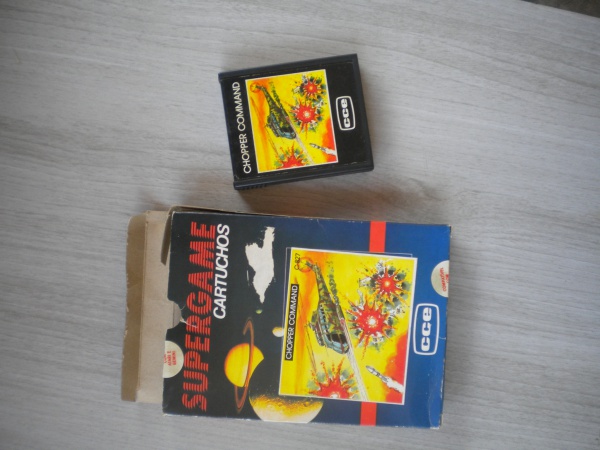 CHOPPER COMMAND
cce
SUPERGAME
CARTUCHOS
CHOPPER COMMAND
cce